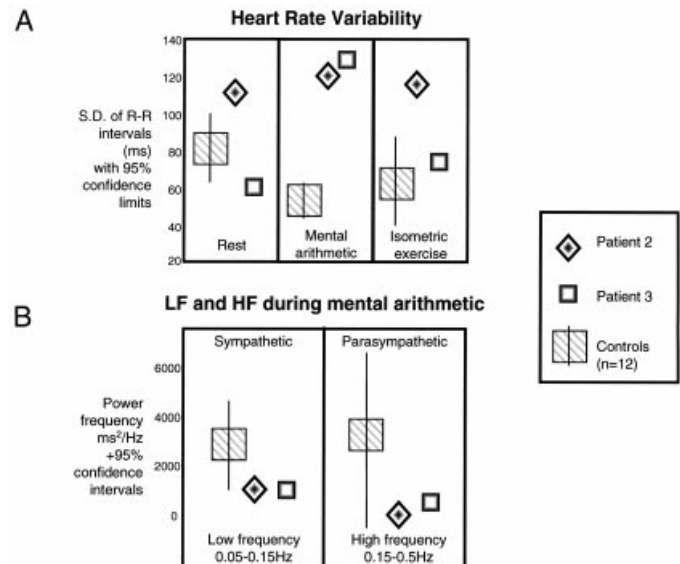 A
Heart Rate Variability
S.D. of R-R
intervals
(ms)
with 95%
confidence
limits
140
120
100
80
60
40
20
Rest
Mental
arithmetic
Isometric
exercise
Patient 2
Patient 3
Controls
(n=12)
B
LF and HF during mental arithmetic
Power
frequency
ms²/Hz
+95%
confidence
intervals
6000
4000
2000
0
Sympathetic
Parasympathetic
Low frequency
0.05-0.15Hz
High frequency
0.15-0.5Hz